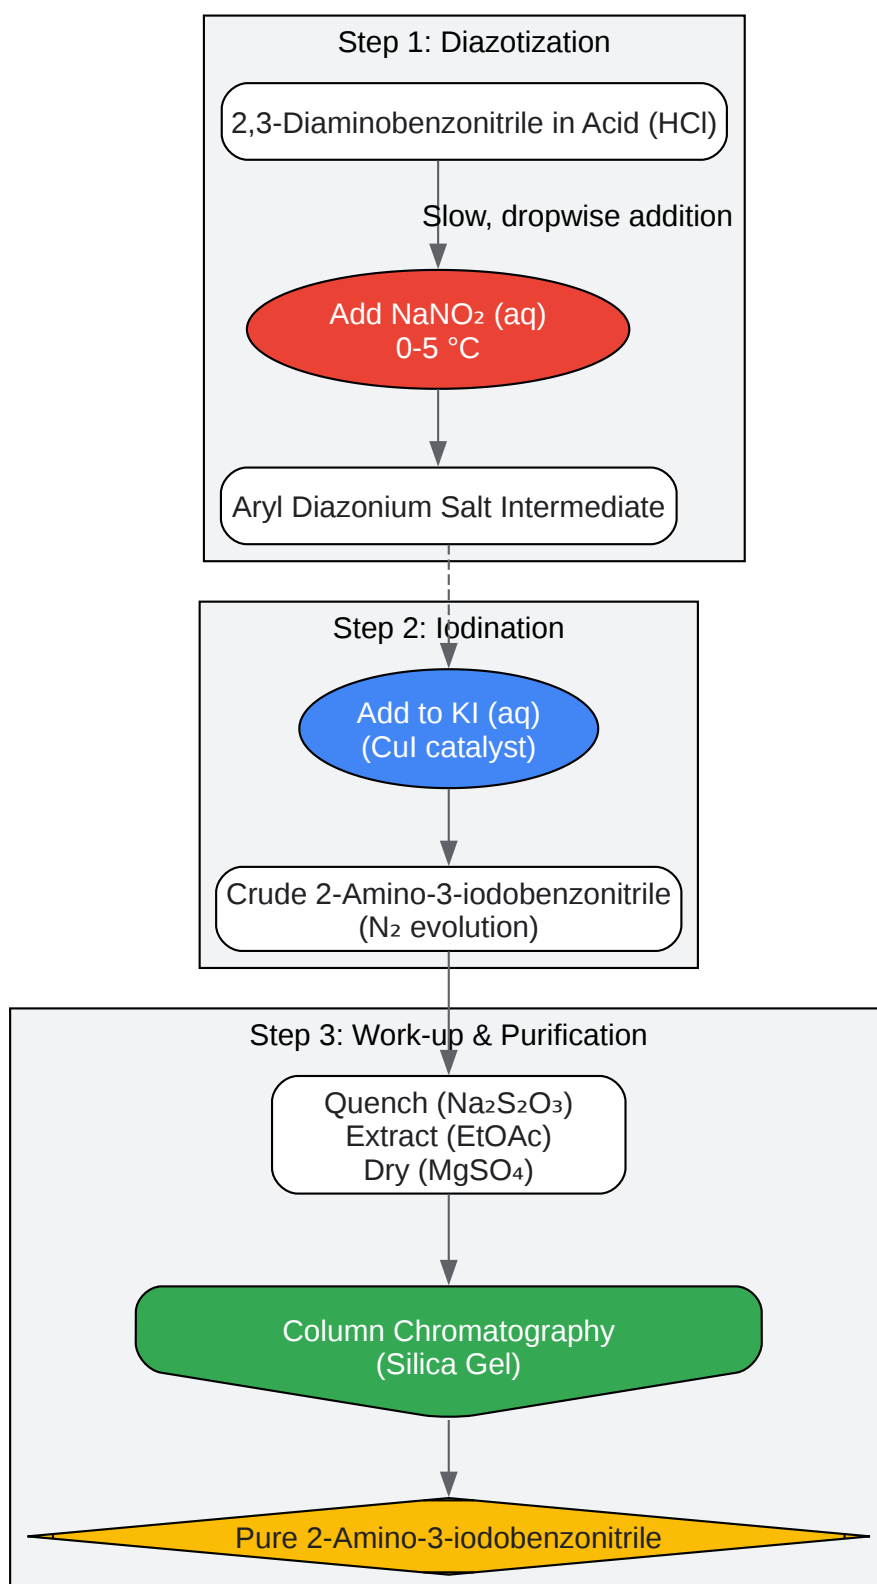 Step 1: Diazotization
2,3-Diaminobenzonitrile in Acid (HCl)
Slow, dropwise addition
Add NaNO₂ (aq)
0-5 °C
Aryl Diazonium Salt Intermediate
Step 2: Iodination
Add to KI (aq)
(CuI catalyst)
Crude 2-Amino-3-iodobenzonitrile
(N₂ evolution)
Step 3: Work-up & Purification
Quench (Na₂S₂O₃)
Extract (EtOAc)
Dry (MgSO₄)
Column Chromatography
(Silica Gel)
Pure 2-Amino-3-iodobenzonitrile